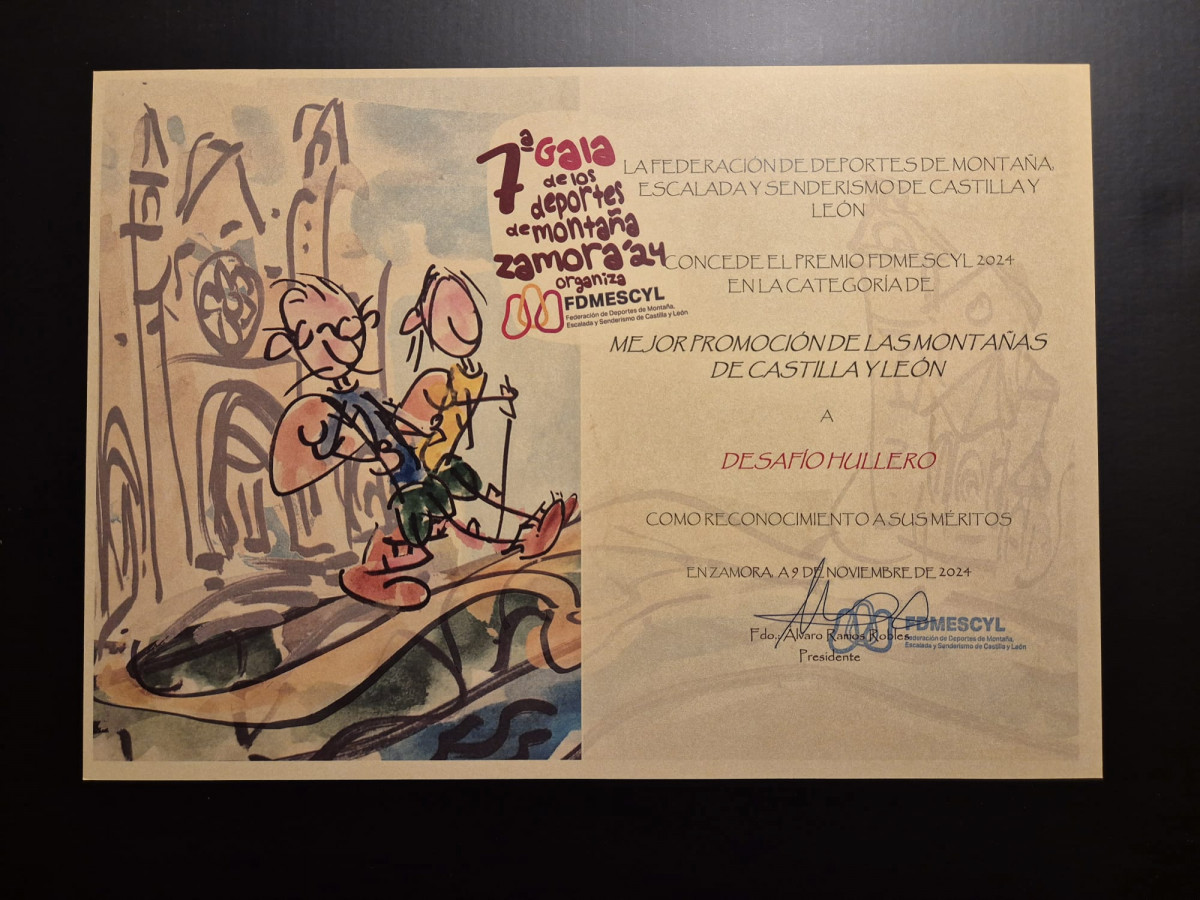 7ª Gala
de los
deportes
de montaña
zamora'24
organiza
FDMESCYL
Federación de Deportes de Montaña,
Escalada y Senderismo de Castilla y León
LA FEDERACIÓN DE DEPORTES DE MONTAÑA,
ESCALADA Y SENDERISMO DE CASTILLA Y
LEÓN
CONCEDE EL PREMIO FDMESCYL 2024
EN LA CATEGORÍA DE
MEJOR PROMOCIÓN DE LAS MONTAÑAS
DE CASTILLA Y LEÓN
A
DESAFÍO HULLERO
COMO RECONOCIMIENTO A SUS MÉRITOS
EN ZAMORA, A 9 DE NOVIEMBRE DE 2024
Fdo.: Alvaro Ramos Robles
Presidente
FDMESCYL
Federación de Deportes de Montaña,
Escalada y Senderismo de Castilla y León